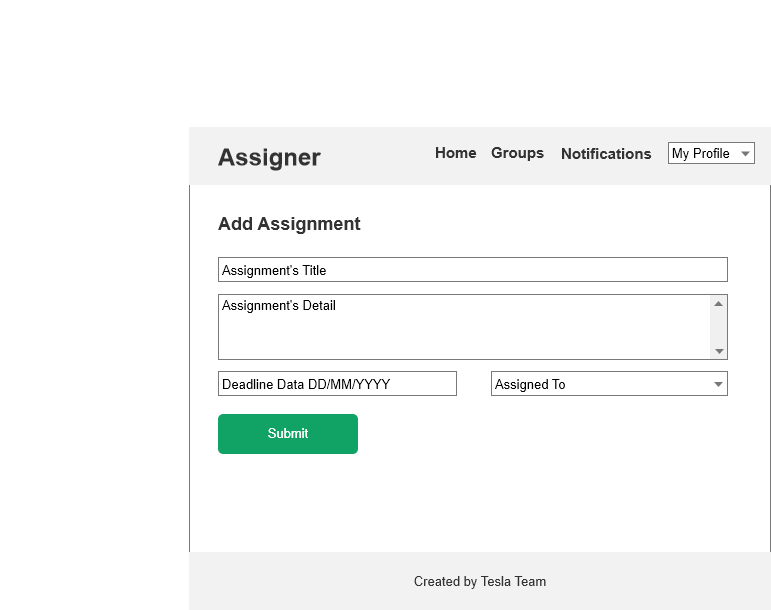 Assigner Home Groups Notifications My Profile
Add Assignment
Assignment's Title
Assignment's Detail
Deadline Data DD/MM/YYYY Assigned To
Submit
Created by Tesla Team